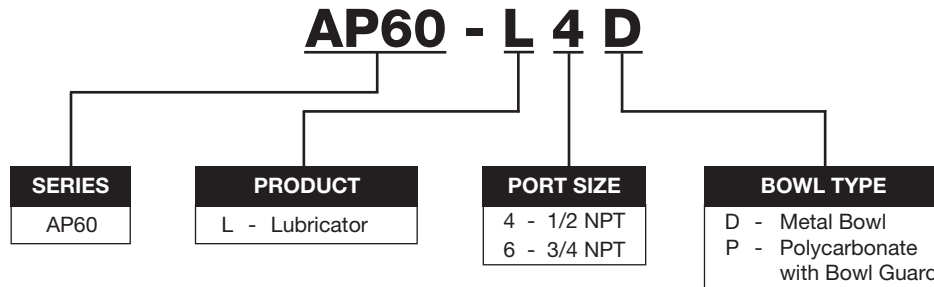 AP60 - L 4 D
SERIES
AP60
PRODUCT
L - Lubricator
PORT SIZE
4 - 1/2 NPT
6 - 3/4 NPT
BOWL TYPE
D - Metal Bowl
P - Polycarbonate
with Bowl Guard